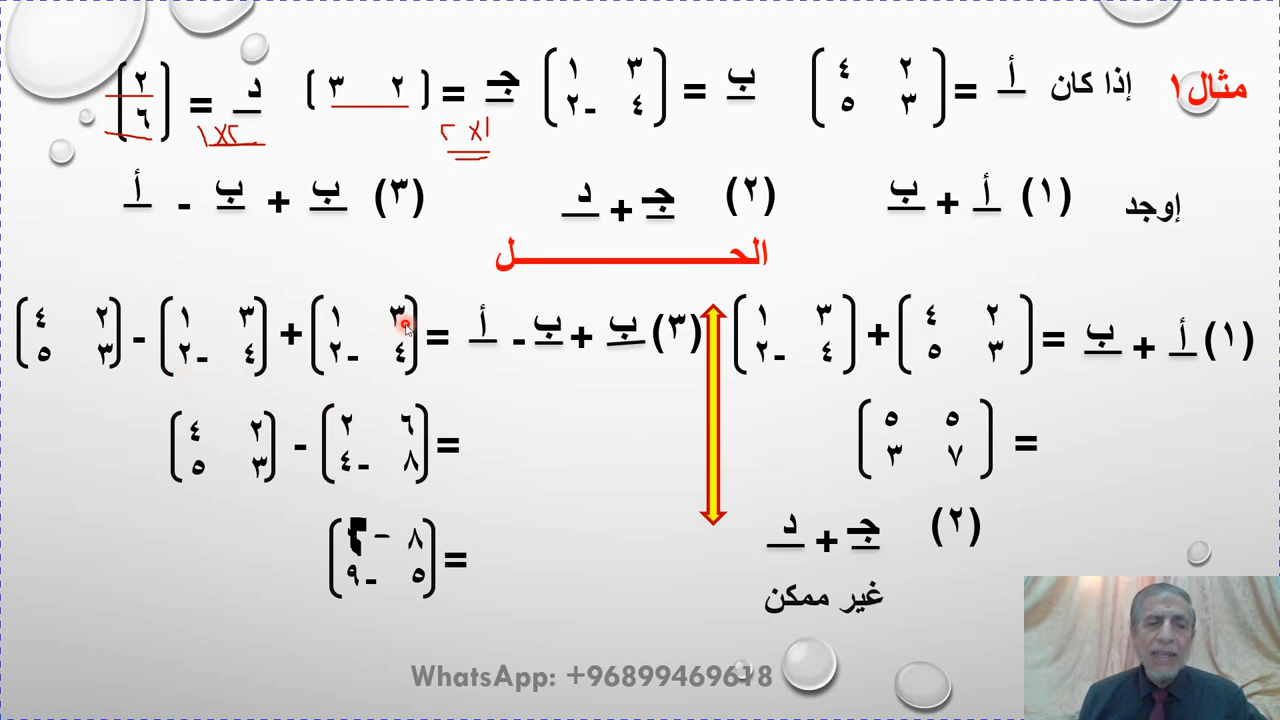 مثال١ إذا كان أ = (٢ ٤ ب = (٣ ١ جـ = (٢ ٣) د = (٢
٣ ٥) ٤ -٢) ٦)
١×٢ ٢×١
إوجد (١) أ + ب (٢) جـ + د (٣) ب + ب - أ
الحـــــــــــــــل
(١) أ + ب = (٢ ٤ + (٣ ١
٣ ٥) ٤ -٢)
= (٥ ٥
٧ ٣)
(٢) جـ + د
غير ممكن
(٣) ب + ب - أ = (٣ ١ + (٣ ١ - (٢ ٤
٤ -٢) ٤ -٢) ٣ ٥)
= (٦ ٢ - (٢ ٤
٨ -٤) ٣ ٥)
= (٨ -
٥ -٩)
WhatsApp: +96899469618